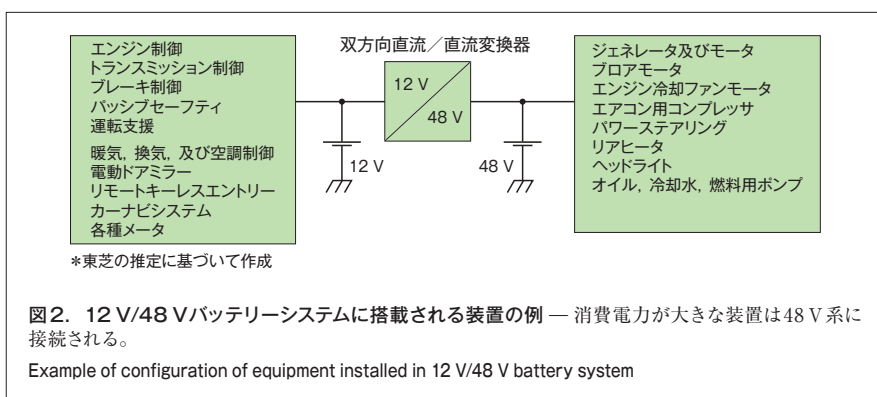 エンジン制御
トランスミッション制御
ブレーキ制御
パッシブセーフティ
運転支援
暖気, 換気, 及び空調制御
電動ドアミラー
リモートキーレスエントリー
カーナビシステム
各種メータ
*東芝の推定に基づいて作成
双方向直流／直流変換器
12 V
48 V
12 V
48 V
ジェネレータ及びモータ
ブロアモータ
エンジン冷却ファンモータ
エアコン用コンプレッサ
パワーステアリング
リアヒータ
ヘッドライト
オイル, 冷却水, 燃料用ポンプ
図2. 12 V/48 Vバッテリーシステムに搭載される装置の例 — 消費電力が大きな装置は48 V系に
接続される。
Example of configuration of equipment installed in 12 V/48 V battery system